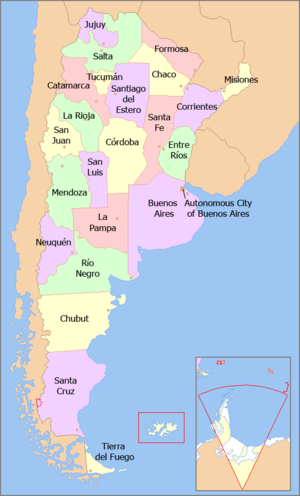 Jujuy
Salta
Formosa
Tucumán
Chaco
Misiones
Catamarca
Santiago
del
Estero
Corrientes
La Rioja
Santa
Fe
San
Juan
Córdoba
Entre
Ríos
San
Luis
Mendoza
Buenos
Aires
Autonomous City
of Buenos Aires
La
Pampa
Neuquén
Río
Negro
Chubut
Santa
Cruz
Tierra
del Fuego